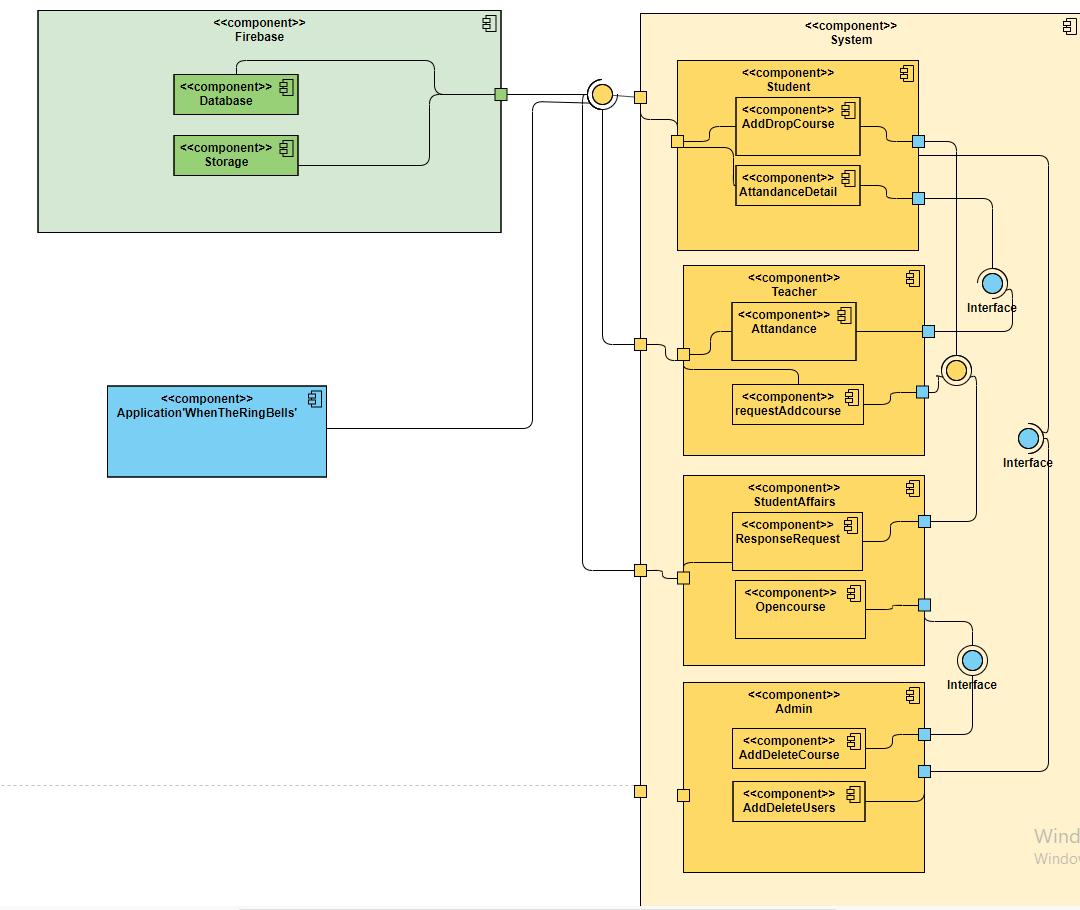 <<component>>
Firebase
<<component>>
Database
<<component>>
Storage
<<component>>
Application'WhenTheRingBells'
<<component>>
System
<<component>>
Student
<<component>>
AddDropCourse
<<component>>
AttandanceDetail
Interface
<<component>>
Teacher
<<component>>
Attandance
<<component>>
requestAddcourse
Interface
<<component>>
StudentAffairs
<<component>>
ResponseRequest
<<component>>
Opencourse
Interface
<<component>>
Admin
<<component>>
AddDeleteCourse
<<component>>
AddDeleteUsers
Wind
Window